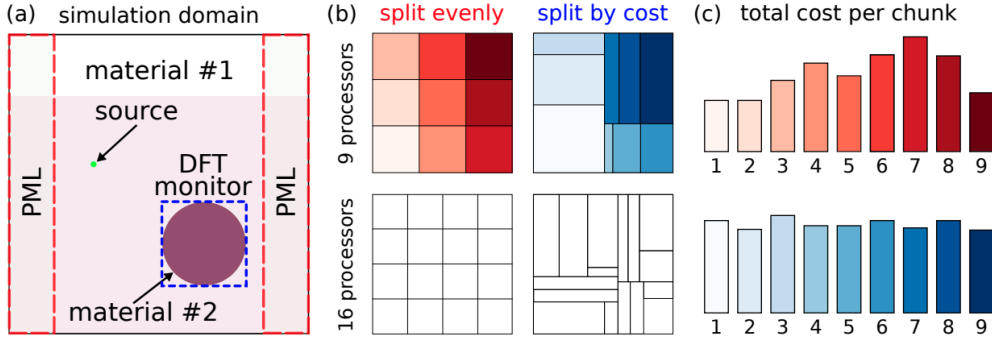 (a) simulation domain
material #1
source
DFT
monitor
material #2
PML
PML
(b) split evenly split by cost
9 processors
16 processors
(c) total cost per chunk
1 2 3 4 5 6 7 8 9
1 2 3 4 5 6 7 8 9